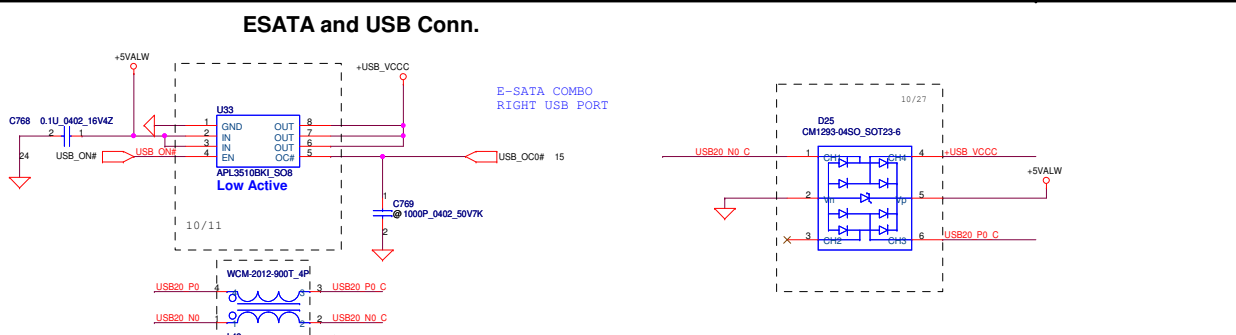 ESATA and USB Conn.
+5VALW
+USB_VCCC
E-SATA COMBO
RIGHT USB PORT
10/27
U33
C768 0.1U_0402_16V4Z
2 1
1 GND OUT 8
2 IN OUT 7
3 IN OUT 6
4 EN OC# 5
24
USB_ON#
USB_ON#
USB_OC0# 15
APL3510BKI_SO8
Low Active
10/11
1
C769
@ 1000P_0402_50V7K
2
D25
CM1293-04SO_SOT23-6
USB20_N0_C 1 CH1 CH4 4 +USB_VCCC
+5VALW
2 Vn Vp 5
3 CH2 CH3 6 USB20_P0_C
WCM-2012-900T_4P
USB20_P0 4 4 3 3 USB20_P0_C
USB20_N0 1 1 2 2 USB20_N0_C